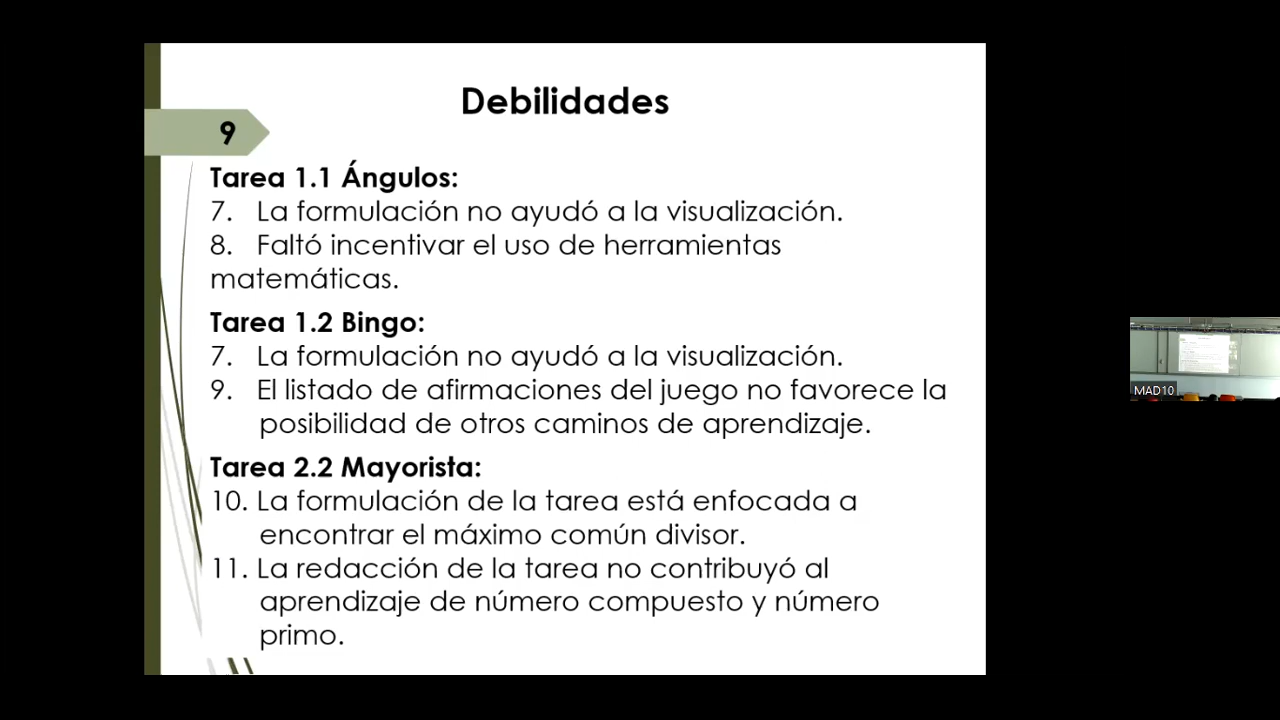 Debilidades
9
Tarea 1.1 Ángulos:
7. La formulación no ayudó a la visualización.
8. Faltó incentivar el uso de herramientas
matemáticas.
Tarea 1.2 Bingo:
7. La formulación no ayudó a la visualización.
9. El listado de afirmaciones del juego no favorece la
posibilidad de otros caminos de aprendizaje.
Tarea 2.2 Mayorista:
10. La formulación de la tarea está enfocada a
encontrar el máximo común divisor.
11. La redacción de la tarea no contribuyó al
aprendizaje de número compuesto y número
primo.
MAD10